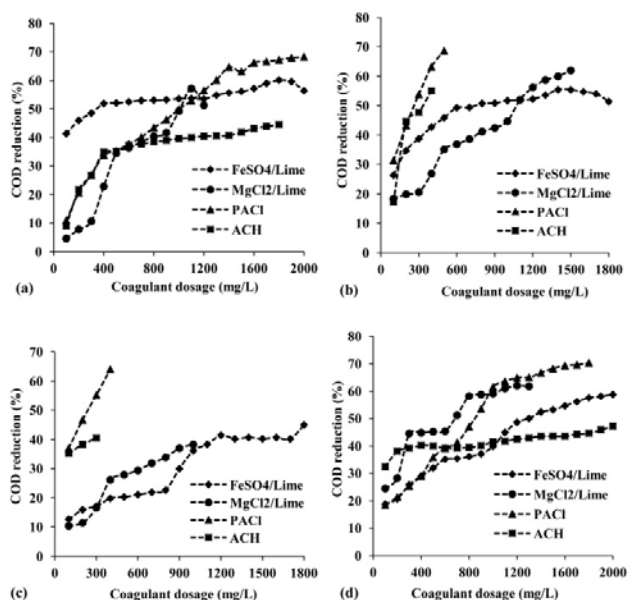 80
70
60
50
40
30
20
10
0
COD reduction (%)
FeSO4/Lime
MgCl2/Lime
PACl
ACH
0 400 800 1200 1600 2000
(a) Coagulant dosage (mg/L)
80
70
60
50
40
30
20
10
0
COD reduction (%)
FeSO4/Lime
MgCl2/Lime
PACl
ACH
0 300 600 900 1200 1500 1800
(b) Coagulant dosage (mg/L)
70
60
50
40
30
20
10
0
COD reduction (%)
FeSO4/Lime
MgCl2/Lime
PACl
ACH
0 300 600 900 1200 1500 1800
(c) Coagulant dosage (mg/L)
80
70
60
50
40
30
20
10
0
COD reduction (%)
FeSO4/Lime
MgCl2/Lime
PACl
ACH
0 400 800 1200 1600 2000
(d) Coagulant dosage (mg/L)